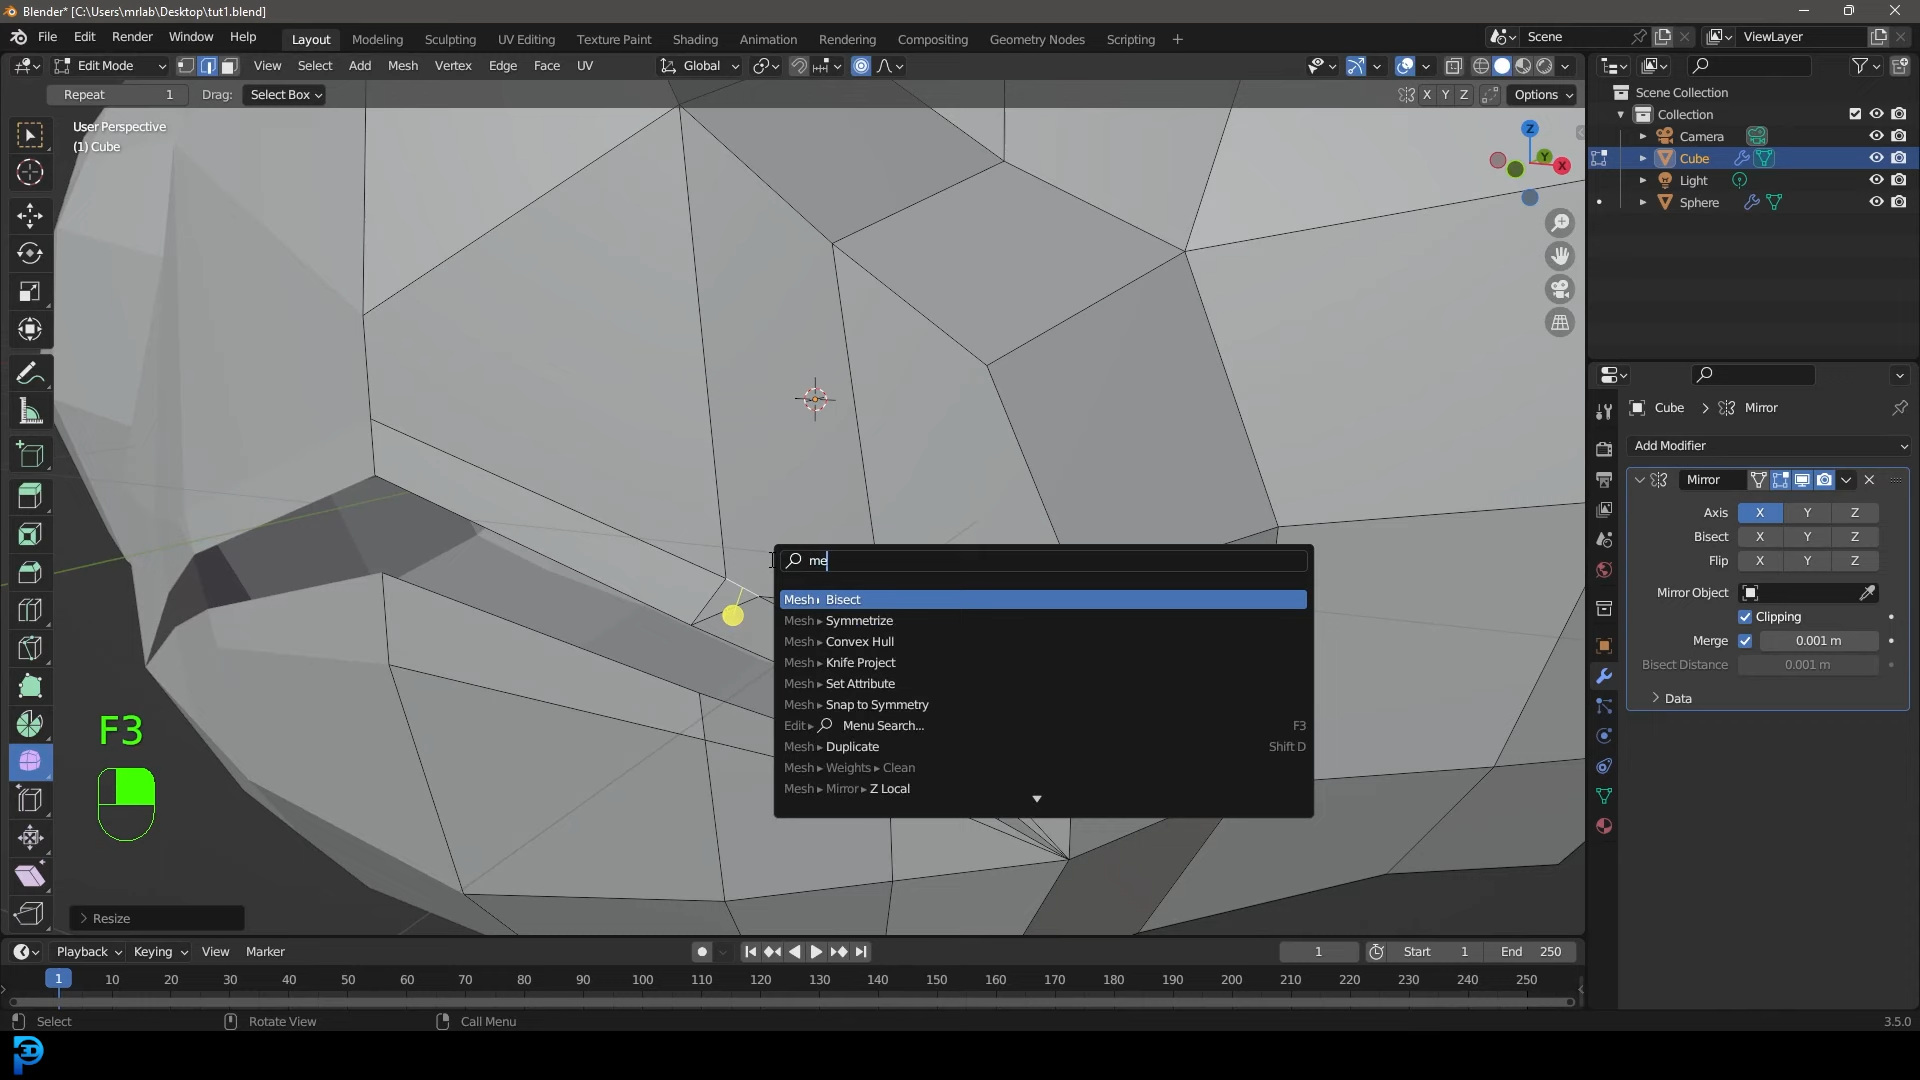 Blender* [C:\Users\mrlab\Desktop\tut1.blend]
File Edit Render Window Help
Layout Modeling Sculpting UV Editing Texture Paint Shading Animation Rendering Compositing Geometry Nodes Scripting +
Scene
ViewLayer
Edit Mode
View Select Add Mesh Vertex Edge Face UV
Global
Repeat 1 Drag: Select Box
X Y Z
Options
User Perspective
(1) Cube
Z
Y
X
Scene Collection
Collection
Camera
Cube
Light
Sphere
Cube > Mirror
Add Modifier
Mirror
Axis X Y Z
Bisect X Y Z
Flip X Y Z
Mirror Object
Clipping
Merge 0.001 m
Bisect Distance 0.001 m
Data
me
Mesh Bisect
Mesh ▸ Symmetrize
Mesh ▸ Convex Hull
Mesh ▸ Knife Project
Mesh ▸ Set Attribute
Mesh ▸ Snap to Symmetry
Edit ▸ Menu Search... F3
Mesh ▸ Duplicate Shift D
Mesh ▸ Weights ▸ Clean
Mesh ▸ Mirror ▸ Z Local
F3
> Resize
Playback Keying View Marker
1
Start 1
End 250
1 10 20 30 40 50 60 70 80 90 100 110 120 130 140 150 160 170 180 190 200 210 220 230 240 250
Select
Rotate View
Call Menu
3.5.0